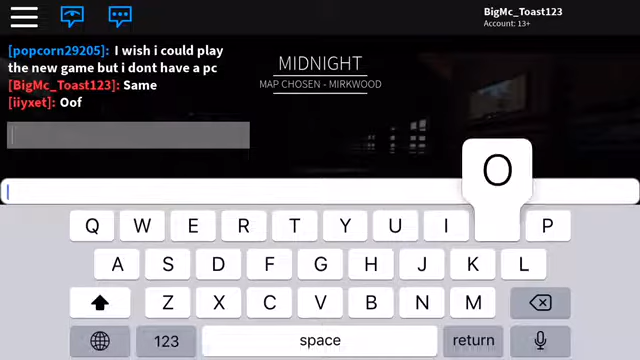 BigMc_Toast123
Account: 13+
[popcorn29205]: I wish i could play
the new game but i dont have a pc
[BigMc_Toast123]: Same
[iiyxet]: Oof
MIDNIGHT
MAP CHOSEN - MIRKWOOD
O
Q W E R T Y U I P
A S D F G H J K L
Z X C V B N M
123 space return